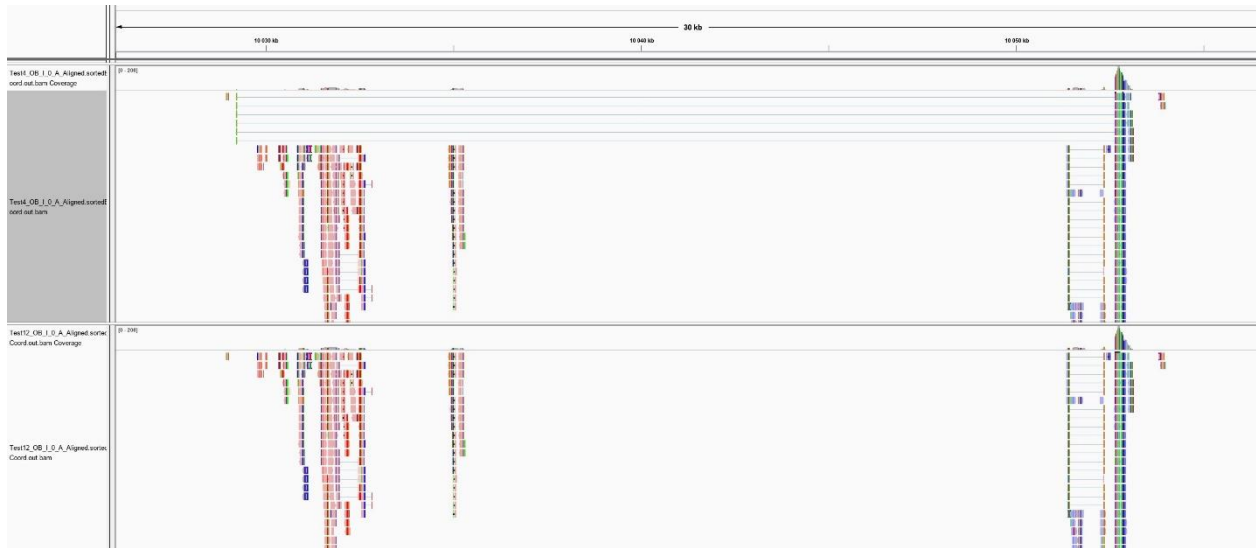 30 kb
10 030 kb
10 040 kb
10 050 kb
Test4_OB_I_0_A_Aligned.sortedB
oord.out.bam Coverage
[0 - 206]
Test4_OB_I_0_A_Aligned.sortedB
oord.out.bam
Test12_OB_I_0_A_Aligned.sortec
Coord.out.bam Coverage
[0 - 206]
Test12_OB_I_0_A_Aligned.sortec
Coord.out.bam